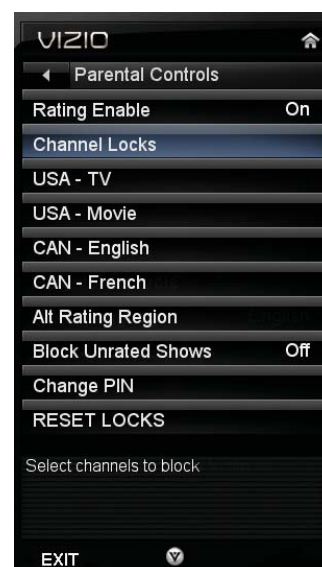 VIZIO
Parental Controls
Rating Enable On
Channel Locks
USA - TV
USA - Movie
CAN - English
CAN - French
Alt Rating Region English
Block Unrated Shows Off
Change PIN
RESET LOCKS
Select channels to block
EXIT